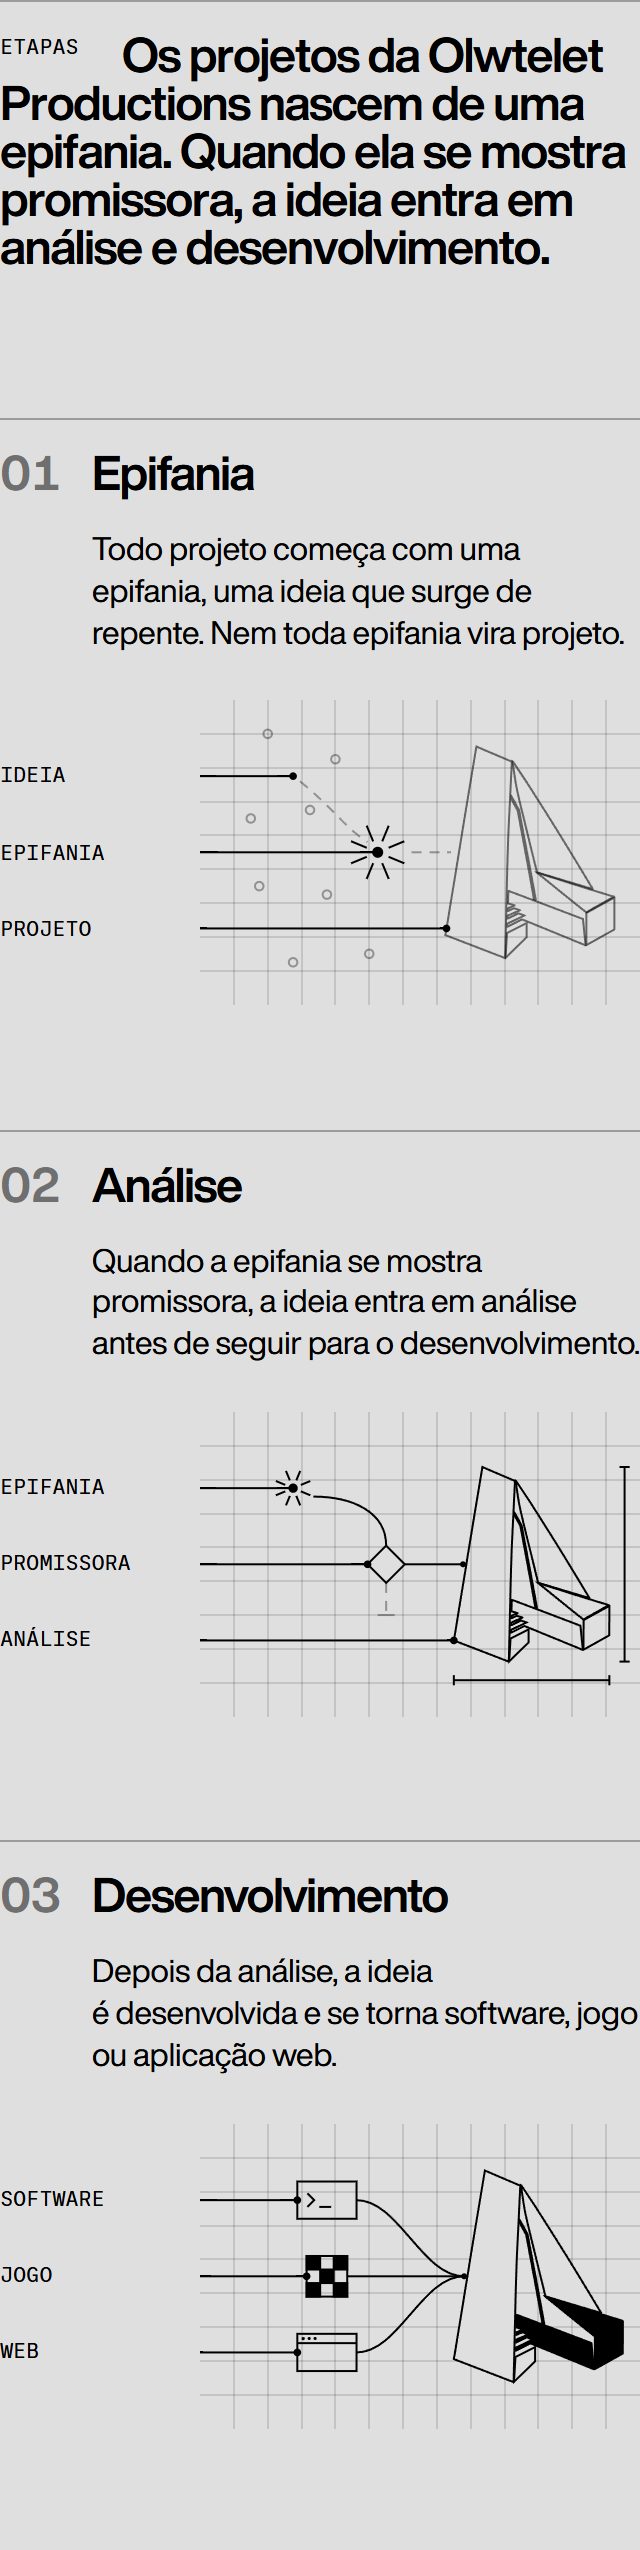 ETAPAS Os projetos da Olwtelet
Productions nascem de uma
epifania. Quando ela se mostra
promissora, a ideia entra em
análise e desenvolvimento.
01 Epifania
Todo projeto começa com uma
epifania, uma ideia que surge de
repente. Nem toda epifania vira projeto.
IDEIA
EPIFANIA
PROJETO
02 Análise
Quando a epifania se mostra
promissora, a ideia entra em análise
antes de seguir para o desenvolvimento.
EPIFANIA
PROMISSORA
ANÁLISE
03 Desenvolvimento
Depois da análise, a ideia
é desenvolvida e se torna software, jogo
ou aplicação web.
SOFTWARE
JOGO
WEB